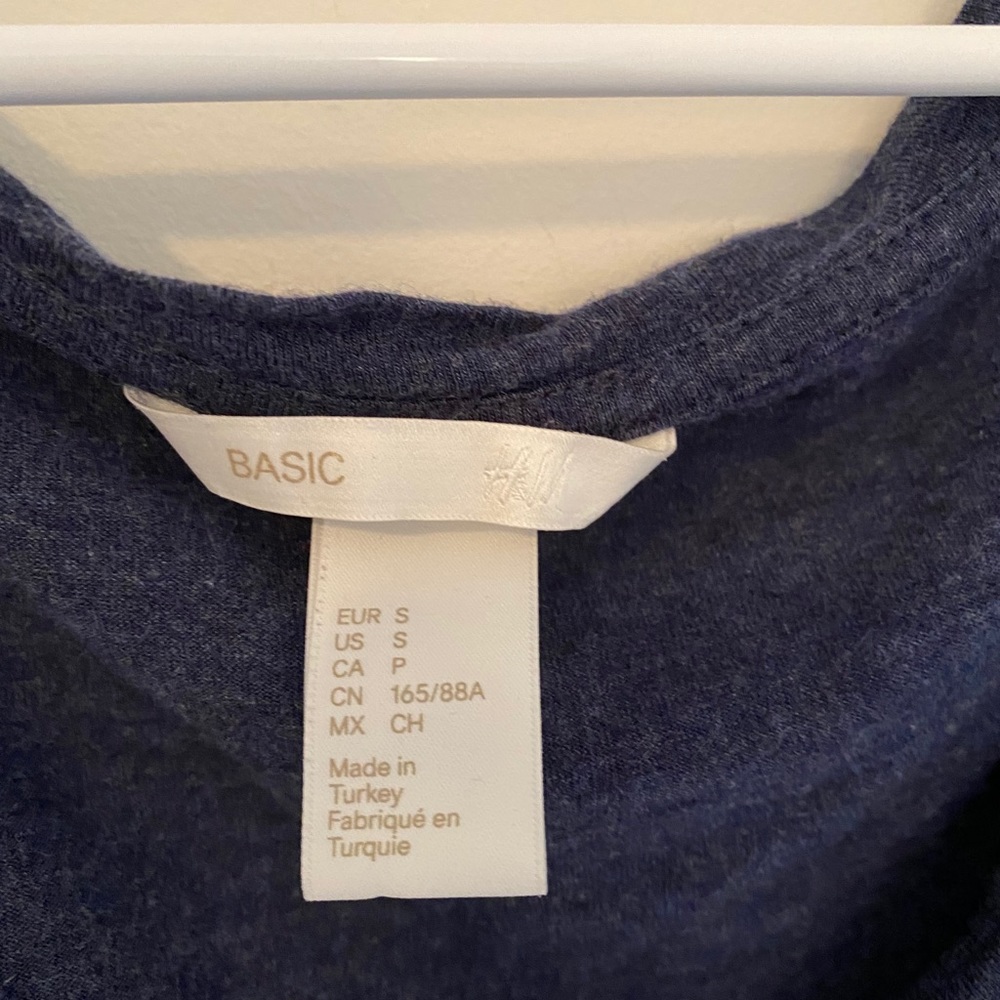 BASIC H&M
EUR S
US S
CA P
CN 165/88A
MX CH
Made in
Turkey
Fabriqué en
Turquie